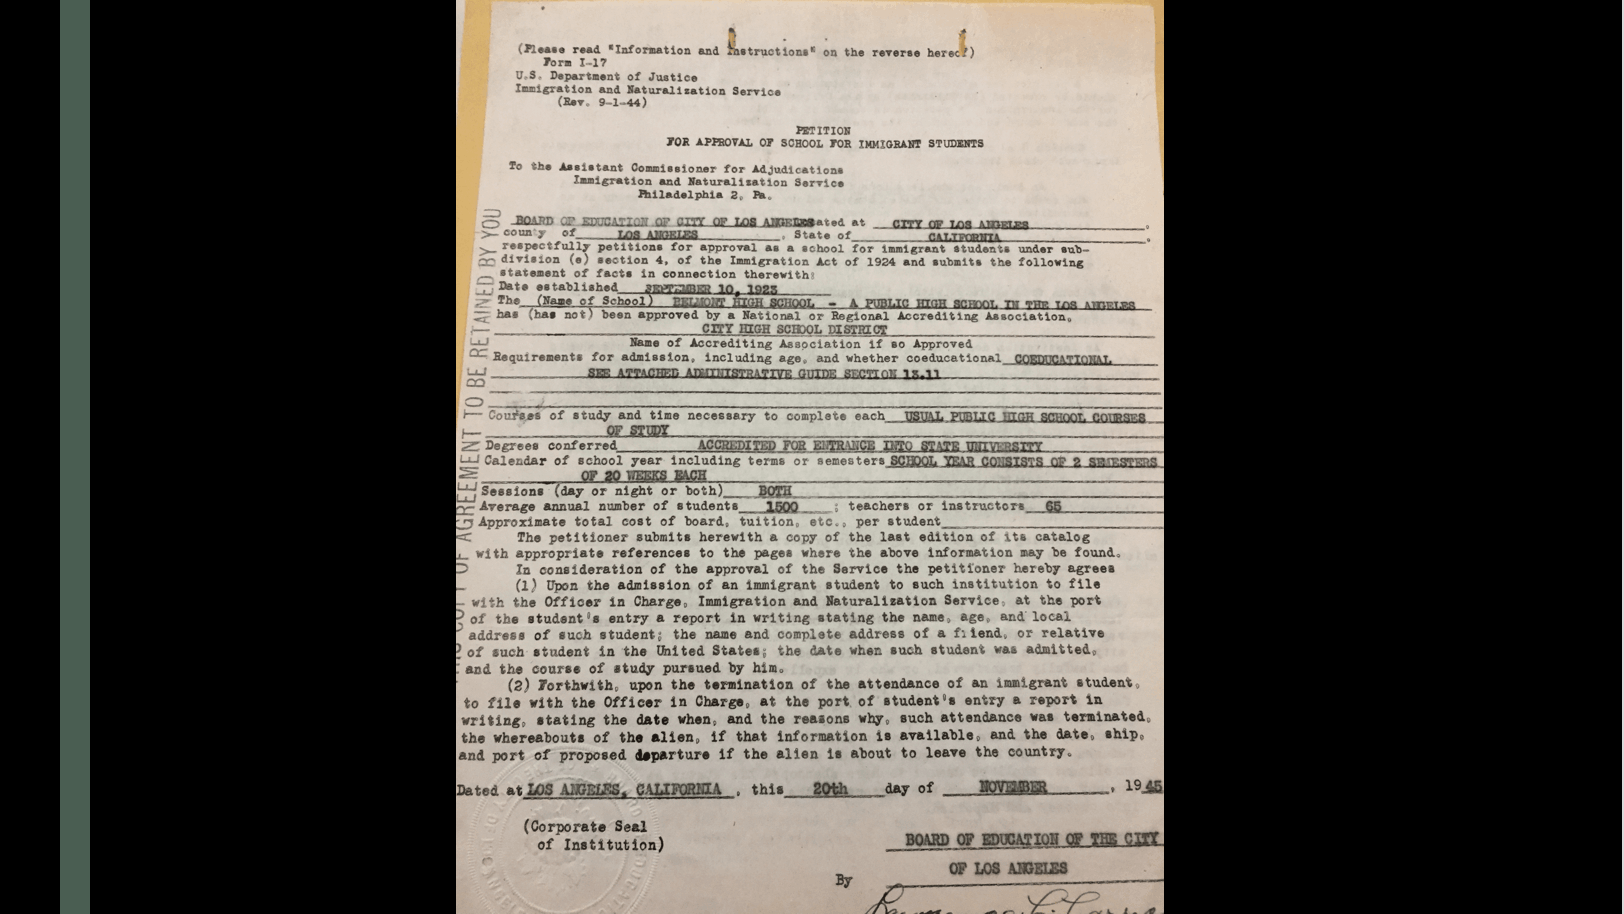 (Please read "Information and Instructions" on the reverse hereof)
Form I-17
U.S. Department of Justice
Immigration and Naturalization Service
(Rev. 9-1-44)
PETITION
FOR APPROVAL OF SCHOOL FOR IMMIGRANT STUDENTS
To the Assistant Commissioner for Adjudications
Immigration and Naturalization Service
Philadelphia 2, Pa.
BOARD OF EDUCATION OF CITY OF LOS ANGELES ated at CITY OF LOS ANGELES,
county of LOS ANGELES, State of CALIFORNIA,
respectfully petitions for approval as a school for immigrant students under sub-
division (e) section 4, of the Immigration Act of 1924 and submits the following
statement of facts in connection therewith:
Date established SEPTEMBER 10, 1923
The (Name of School) BELMONT HIGH SCHOOL - A PUBLIC HIGH SCHOOL IN THE LOS ANGELES
has (has not) been approved by a National or Regional Accrediting Association,
CITY HIGH SCHOOL DISTRICT
Name of Accrediting Association if so Approved
Requirements for admission, including age, and whether coeducational COEDUCATIONAL
SEE ATTACHED ADMINISTRATIVE GUIDE SECTION 13.11
Courses of study and time necessary to complete each USUAL PUBLIC HIGH SCHOOL COURSES
OF STUDY
Degrees conferred ACCREDITED FOR ENTRANCE INTO STATE UNIVERSITY
Calendar of school year including terms or semesters SCHOOL YEAR CONSISTS OF 2 SEMESTERS
OF 20 WEEKS EACH
Sessions (day or night or both) BOTH
Average annual number of students 1500 ; teachers or instructors 65
Approximate total cost of board, tuition, etc., per student
The petitioner submits herewith a copy of the last edition of its catalog
with appropriate references to the pages where the above information may be found.
In consideration of the approval of the Service the petitioner hereby agrees
(1) Upon the admission of an immigrant student to such institution to file
with the Officer in Charge, Immigration and Naturalization Service, at the port
of the student's entry a report in writing stating the name, age, and local
address of such student; the name and complete address of a friend, or relative
of such student in the United States; the date when such student was admitted,
and the course of study pursued by him.
(2) Forthwith, upon the termination of the attendance of an immigrant student,
to file with the Officer in Charge, at the port of student's entry a report in
writing, stating the date when, and the reasons why, such attendance was terminated,
the whereabouts of the alien, if that information is available, and the date, ship,
and port of proposed departure if the alien is about to leave the country.
Dated at LOS ANGELES, CALIFORNIA, this 20th day of NOVEMBER, 1945
(Corporate Seal
of Institution)
BOARD OF EDUCATION OF THE CITY
OF LOS ANGELES
By
COPY OF AGREEMENT TO BE RETAINED BY YOU